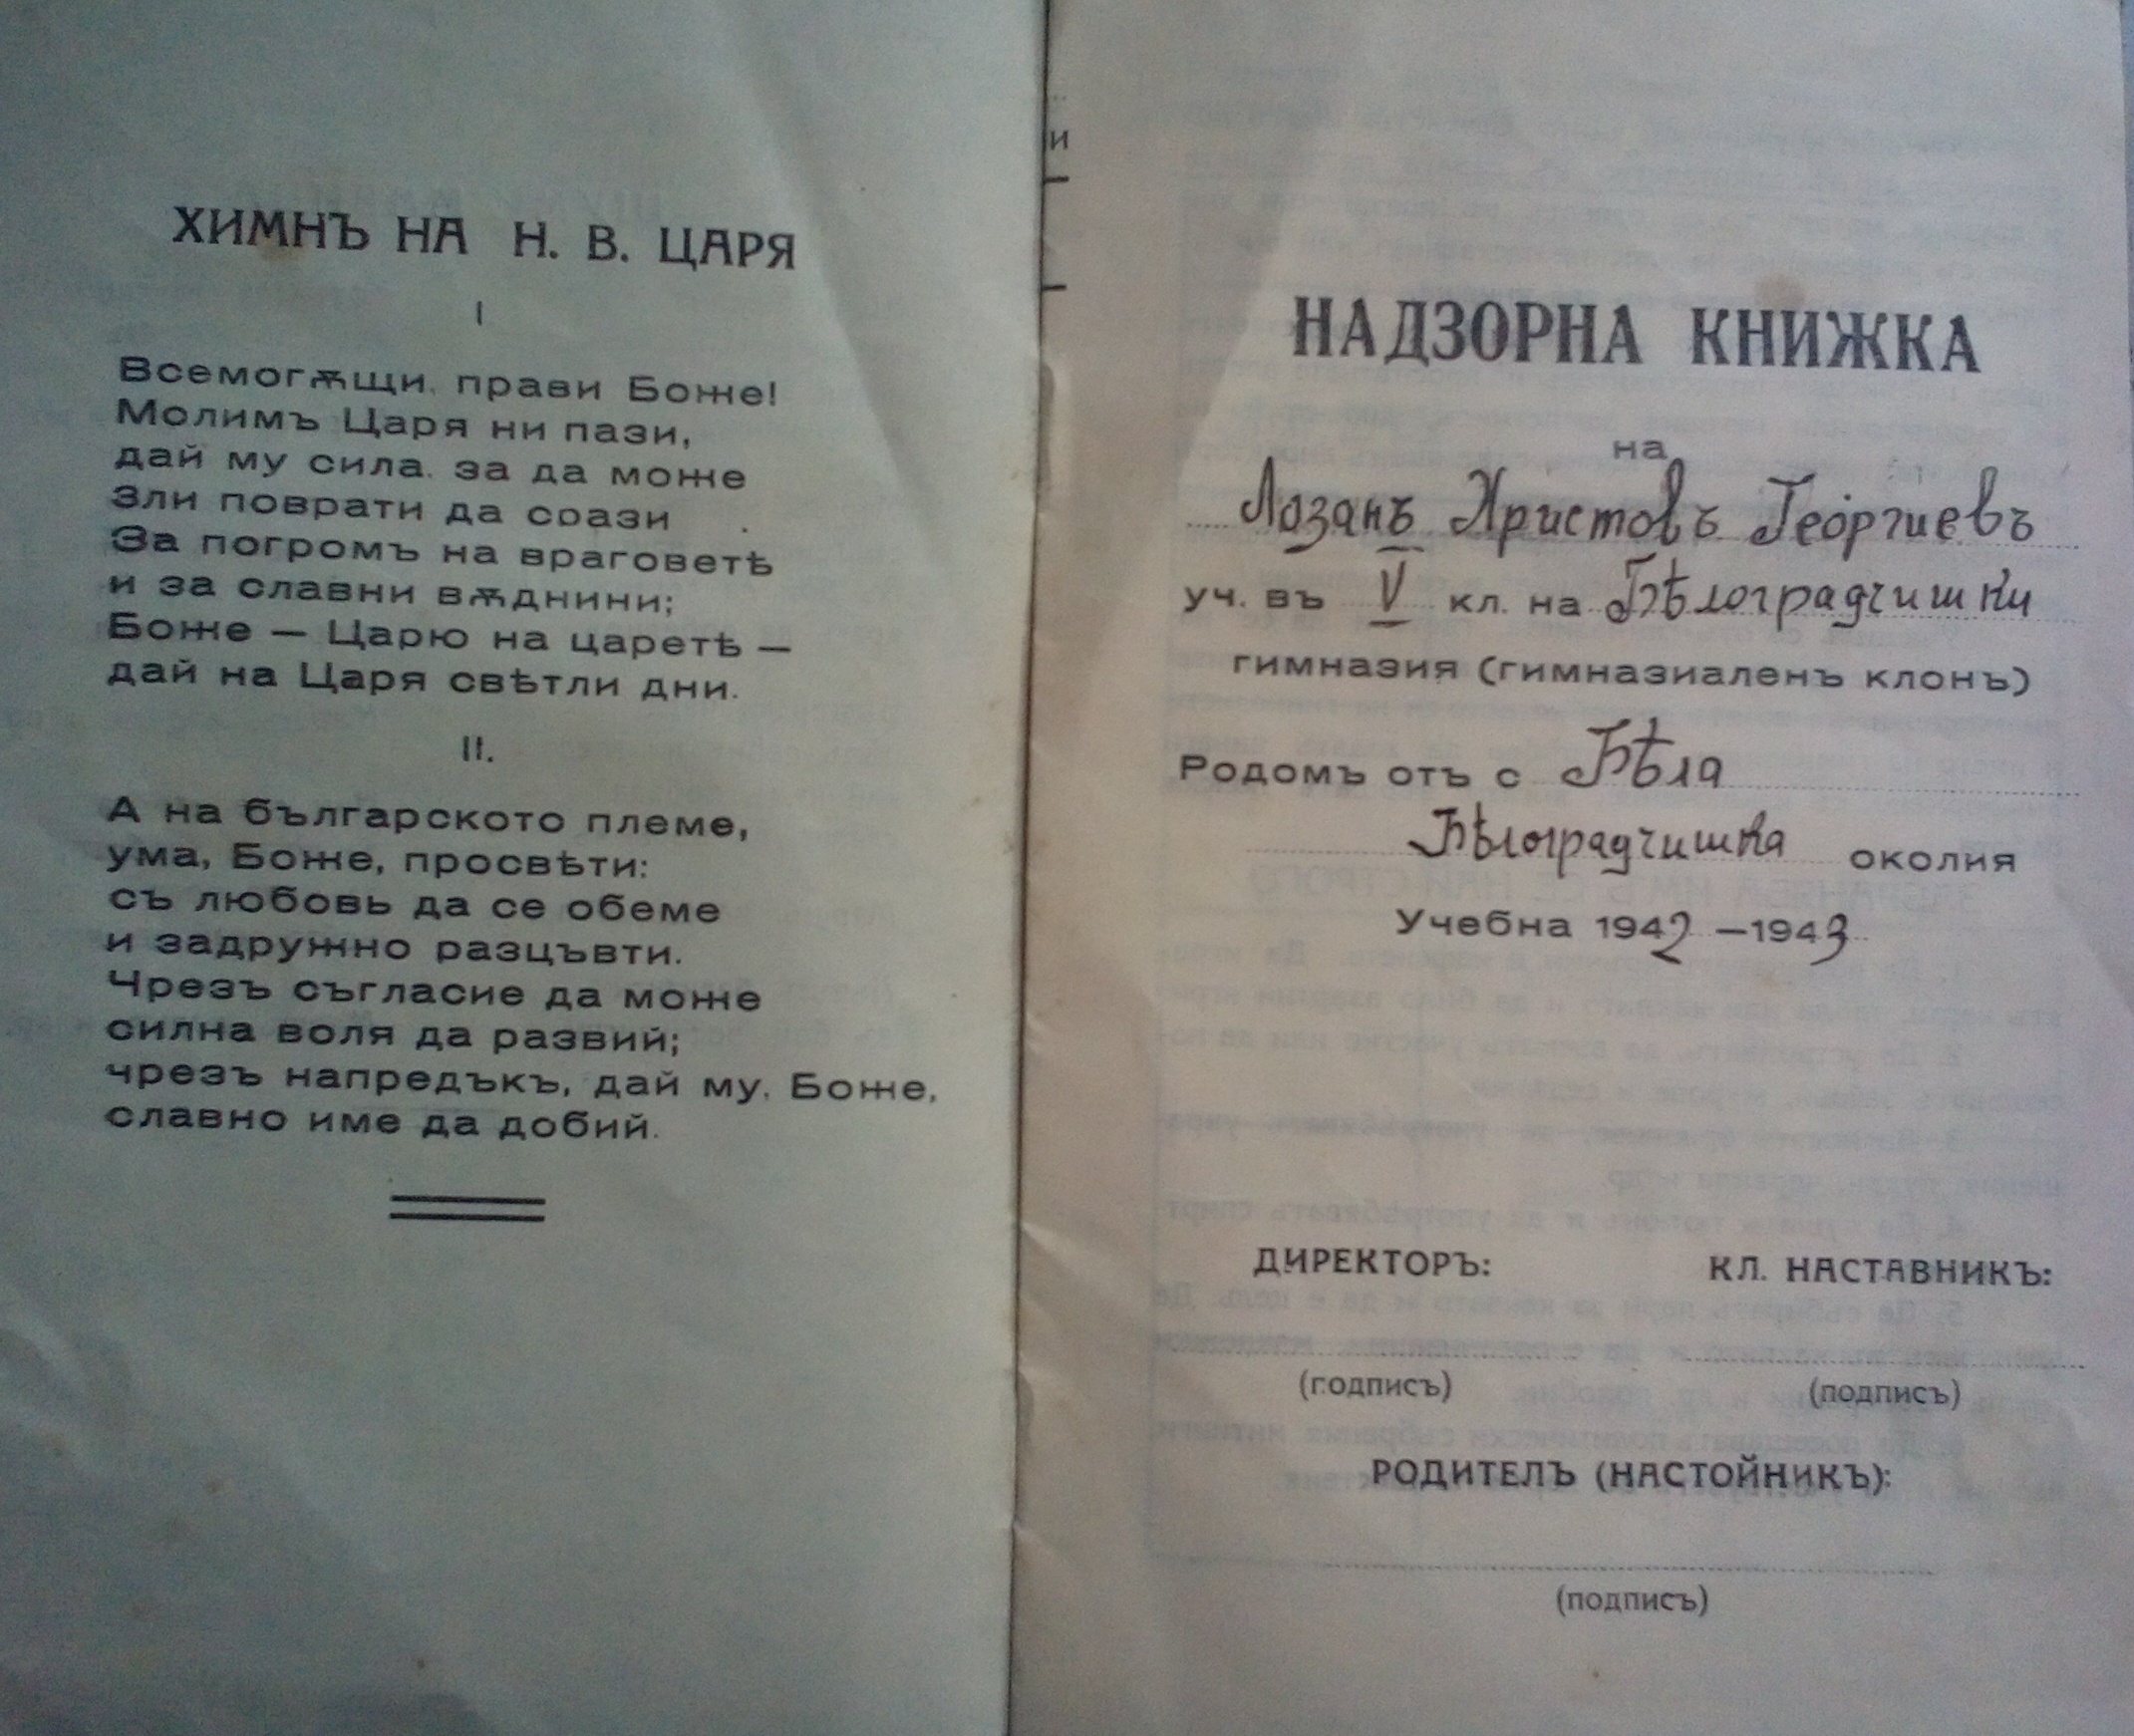 ХИМНЪ НА Н. В. ЦАРЯ
I
Всемогѫщи, прави Боже!
Молимъ Царя ни пази,
дай му сила. за да може
Зли поврати да срази
За погромъ на враговетѣ
и за славни вѫднини;
Боже — Царю на царетѣ —
дай на Царя свѣтли дни.
II.
А на българското племе,
ума, Боже, просвѣти:
съ любовь да се обеме
и задружно разцъвти.
Чрезъ съгласие да може
силна воля да развий;
чрезъ напредъкъ, дай му, Боже,
славно име да добий.
и
НАДЗОРНА КНИЖКА
на
Лозанъ Христовъ Георгиевъ
уч. въ V кл. на Бѣлоградчишки
гимназия (гимназиаленъ клонъ)
Родомъ отъ с Бѣла
Бѣлоградчишка околия
Учебна 1942 — 1943
ДИРЕКТОРЪ: КЛ. НАСТАВНИКЪ:
(подпис​ъ) (подписъ)
РОДИТЕЛЪ (НАСТОЙНИКЪ):
(подписъ)